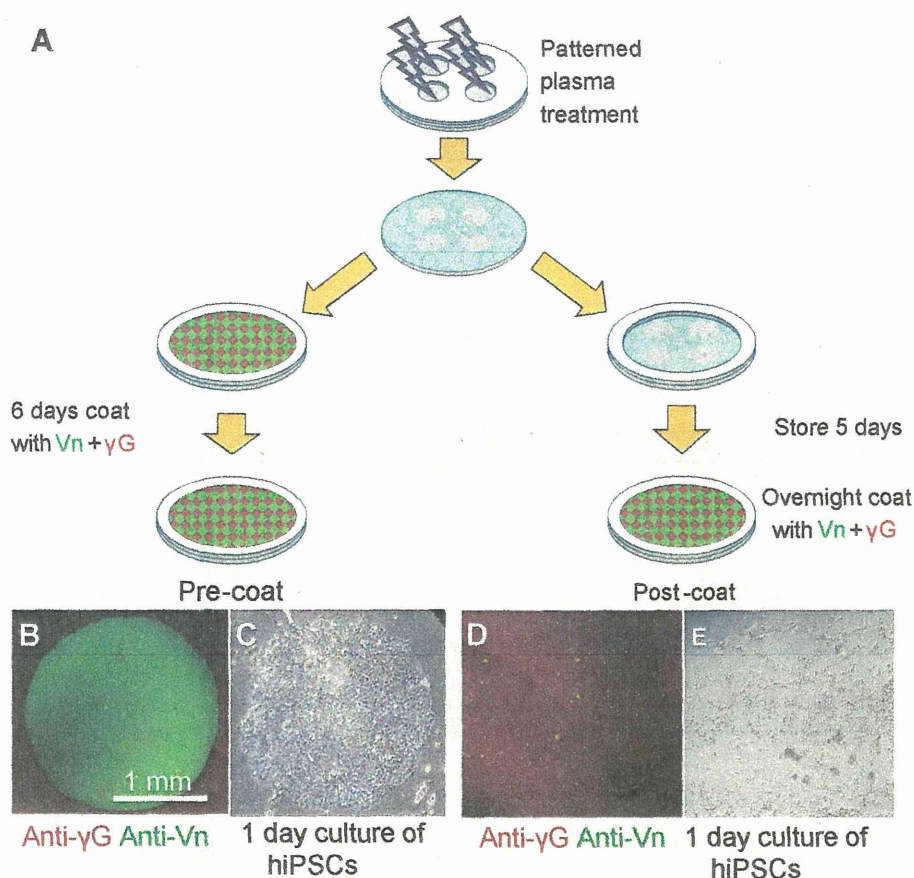 A
Patterned
plasma
treatment
6 days coat
with Vn + γG
Store 5 days
Overnight coat
with Vn + γG
Pre-coat
Post-coat
B
C
D
E
1 mm
Anti-γG Anti-Vn
1 day culture of
hiPSCs
Anti-γG Anti-Vn
1 day culture of
hiPSCs